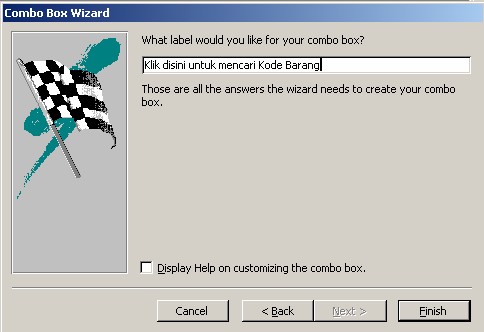 Combo Box Wizard
What label would you like for your combo box?
Klik disini untuk mencari Kode Barang
Those are all the answers the wizard needs to create your combo
box.
Display Help on customizing the combo box.
Cancel
< Back
Next >
Finish